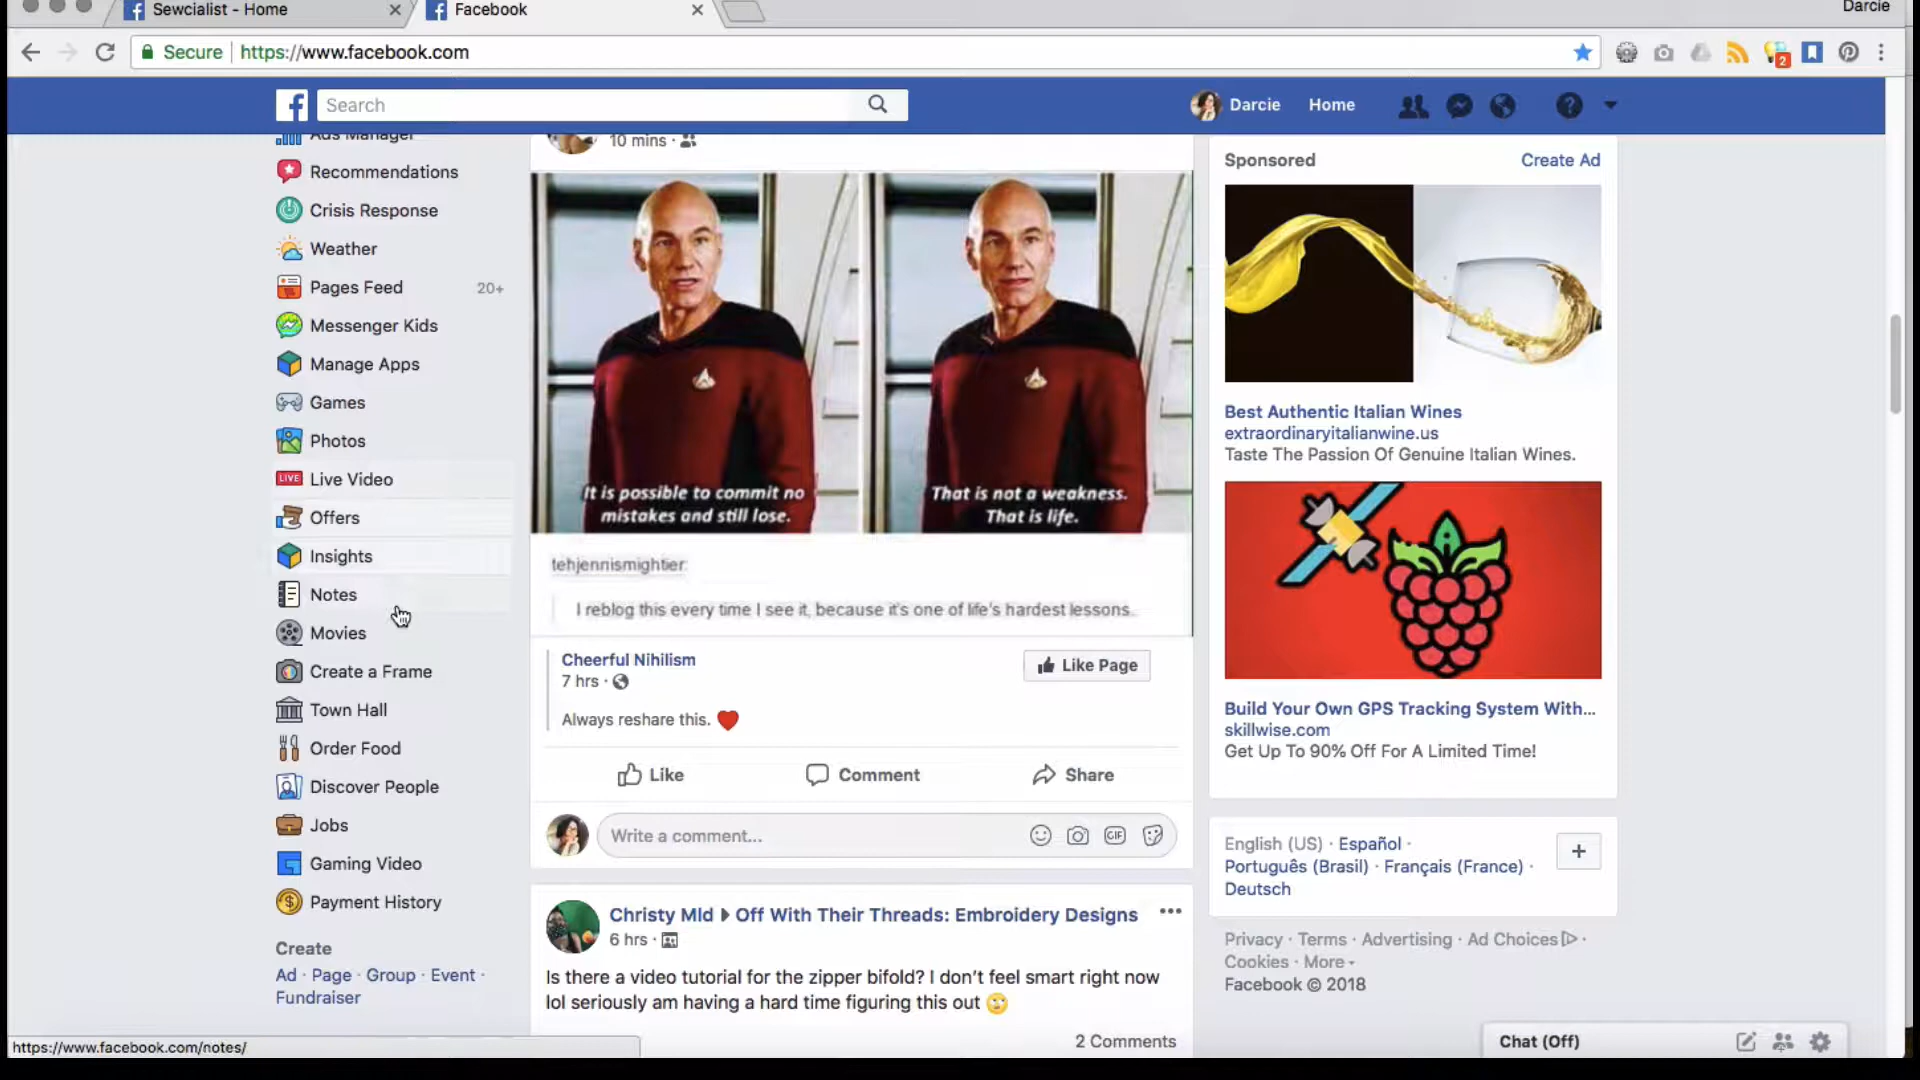 Sewcialist - Home
Facebook
Darcie
Secure
https://www.facebook.com
2
Search
Darcie
Home
Ads Manager
Recommendations
Crisis Response
Weather
Pages Feed 20+
Messenger Kids
Manage Apps
Games
Photos
LIVE Live Video
Offers
Insights
Notes
Movies
Create a Frame
Town Hall
Order Food
Discover People
Jobs
Gaming Video
Payment History
Create
Ad · Page · Group · Event ·
Fundraiser
https://www.facebook.com/notes/
10 mins ·
It is possible to commit no
mistakes and still lose.
That is not a weakness.
That is life.
tehjennismightier:
I reblog this every time I see it, because it's one of life's hardest lessons.
Cheerful Nihilism
7 hrs ·
Like Page
Always reshare this. ❤
Like
Comment
Share
Write a comment...
GIF
Christy Mld ▶ Off With Their Threads: Embroidery Designs
6 hrs ·
Is there a video tutorial for the zipper bifold? I don't feel smart right now
lol seriously am having a hard time figuring this out 🙄
2 Comments
Sponsored
Create Ad
Best Authentic Italian Wines
extraordinaryitalianwine.us
Taste The Passion Of Genuine Italian Wines.
Build Your Own GPS Tracking System With...
skillwise.com
Get Up To 90% Off For A Limited Time!
English (US) · Español ·
Português (Brasil) · Français (France) ·
Deutsch
+
Privacy · Terms · Advertising · Ad Choices ·
Cookies · More
Facebook © 2018
Chat (Off)